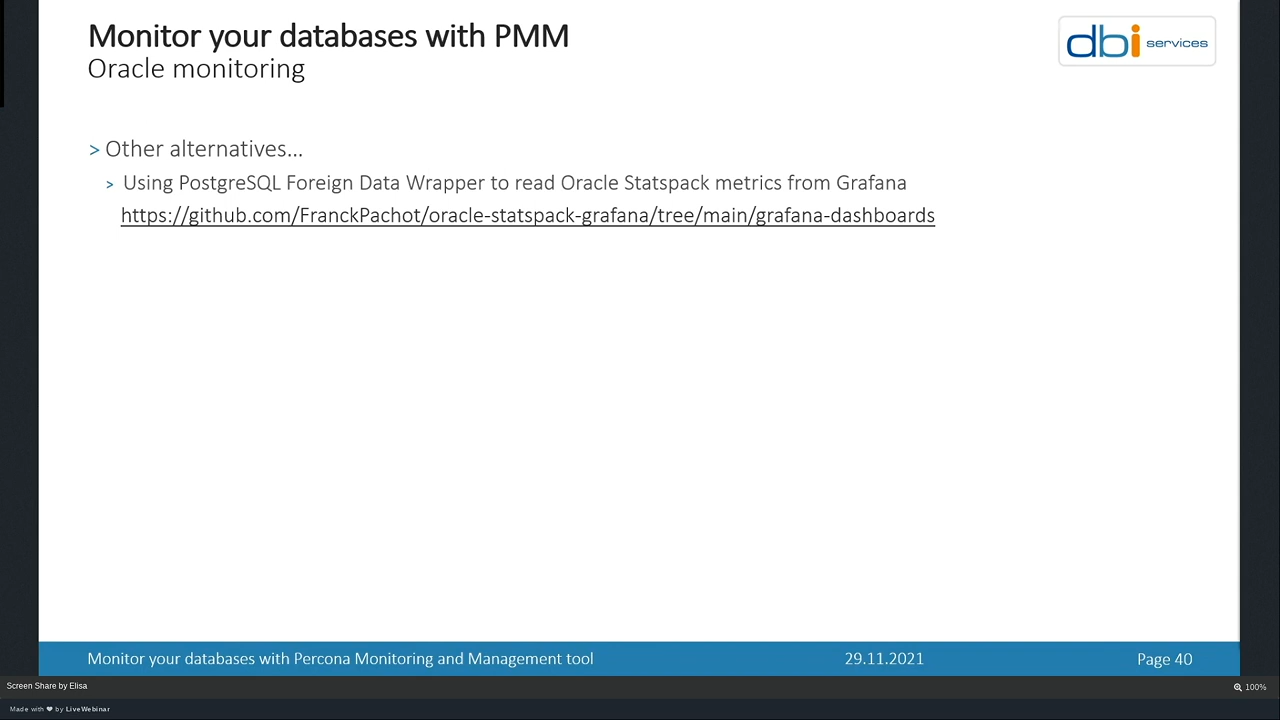 Monitor your databases with PMM
Oracle monitoring
dbi services
> Other alternatives...
> Using PostgreSQL Foreign Data Wrapper to read Oracle Statspack metrics from Grafana
https://github.com/FranckPachot/oracle-statspack-grafana/tree/main/grafana-dashboards
Monitor your databases with Percona Monitoring and Management tool 29.11.2021 Page 40
Screen Share by Elisa 100%
Made with ❤ by LiveWebinar